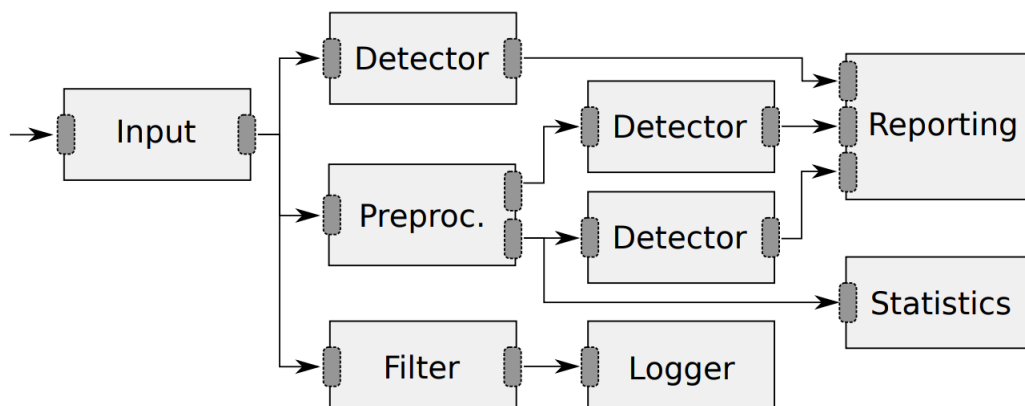 Detector
Input
Detector
Reporting
Preproc.
Detector
Statistics
Filter
Logger